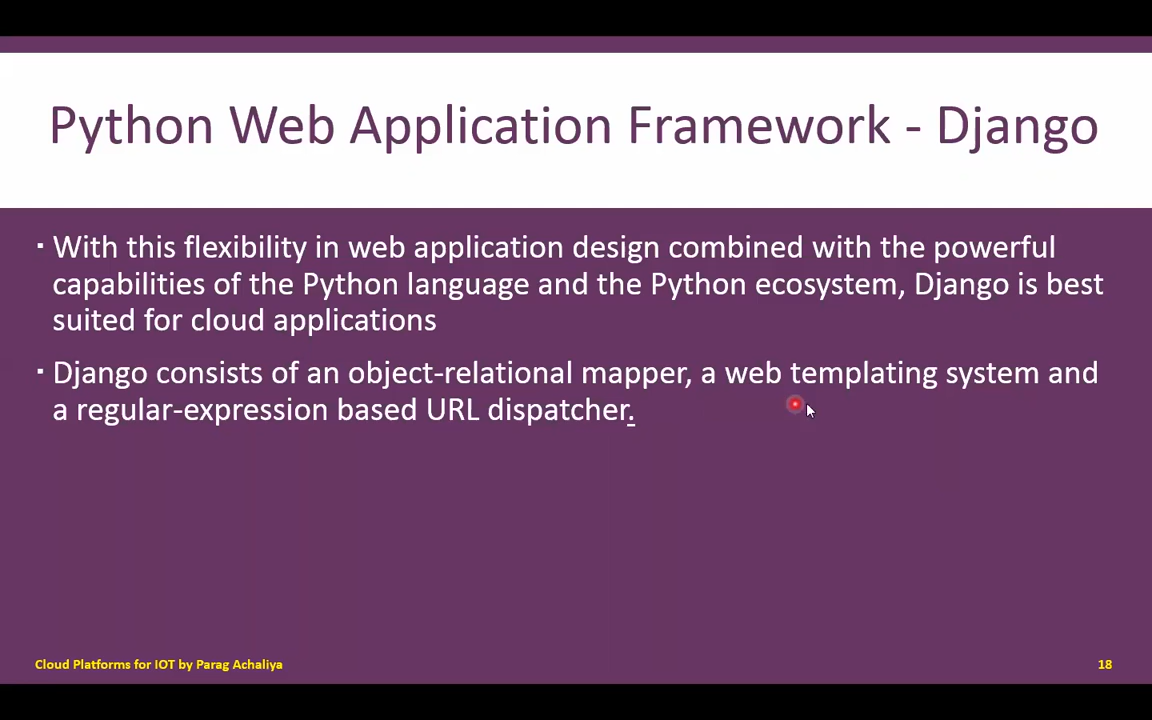 Python Web Application Framework - Django
▪ With this flexibility in web application design combined with the powerful
capabilities of the Python language and the Python ecosystem, Django is best
suited for cloud applications
▪ Django consists of an object-relational mapper, a web templating system and
a regular-expression based URL dispatcher.
Cloud Platforms for IOT by Parag Achaliya
18